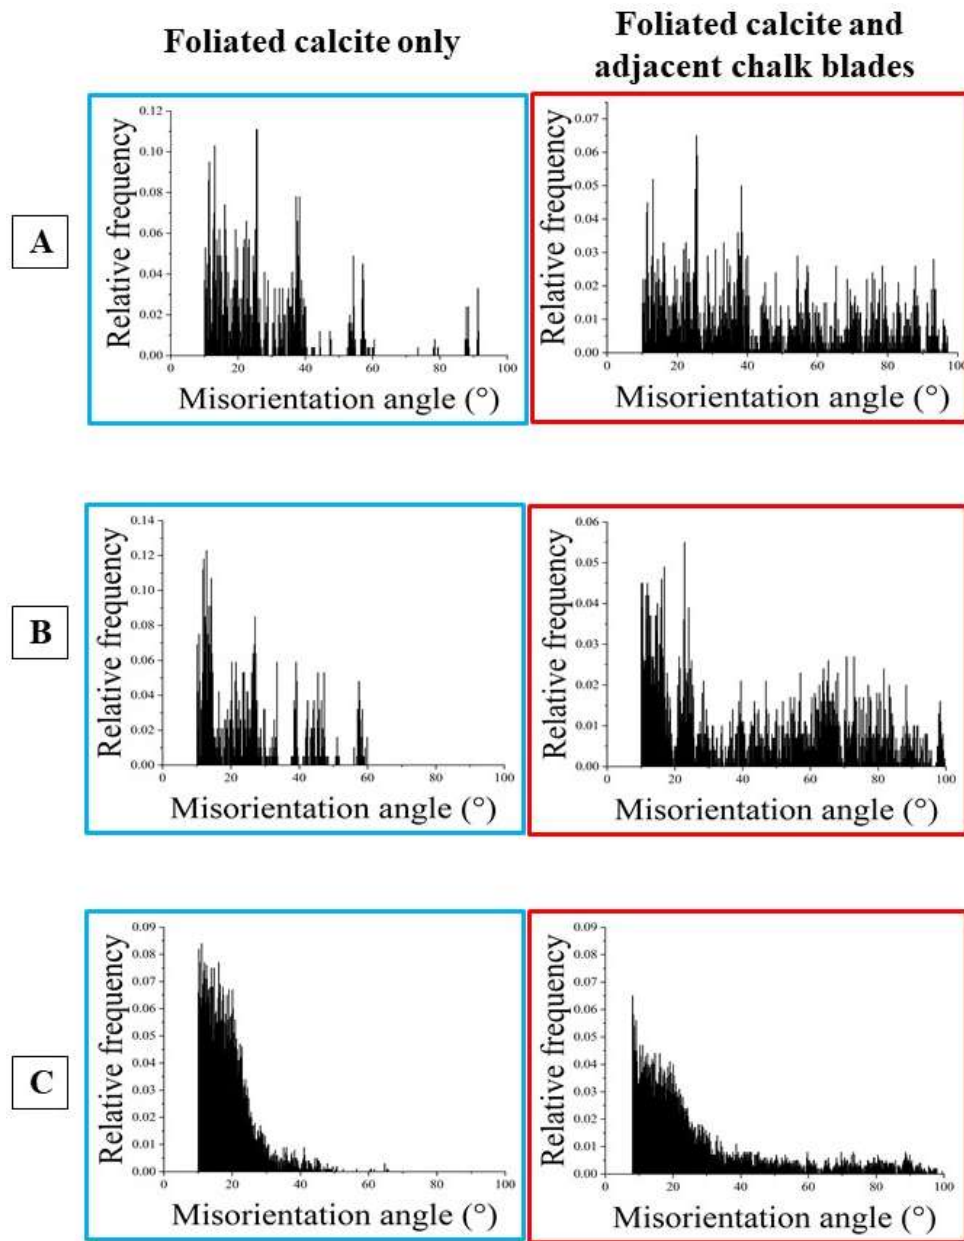 Foliated calcite only
Foliated calcite and
adjacent chalk blades
A
Relative frequency
0.12
0.10
0.08
0.06
0.04
0.02
0.00
0 20 40 60 80 100
Misorientation angle (°)
Relative frequency
0.07
0.06
0.05
0.04
0.03
0.02
0.01
0.00
0 20 40 60 80 100
Misorientation angle (°)
B
Relative frequency
0.14
0.12
0.10
0.08
0.06
0.04
0.02
0.00
0 20 40 60 80 100
Misorientation angle (°)
Relative frequency
0.06
0.05
0.04
0.03
0.02
0.01
0.00
0 20 40 60 80 100
Misorientation angle (°)
C
Relative frequency
0.09
0.08
0.07
0.06
0.05
0.04
0.03
0.02
0.01
0.00
0 20 40 60 80 100
Misorientation angle (°)
Relative frequency
0.09
0.08
0.07
0.06
0.05
0.04
0.03
0.02
0.01
0.00
0 20 40 60 80 100
Misorientation angle (°)